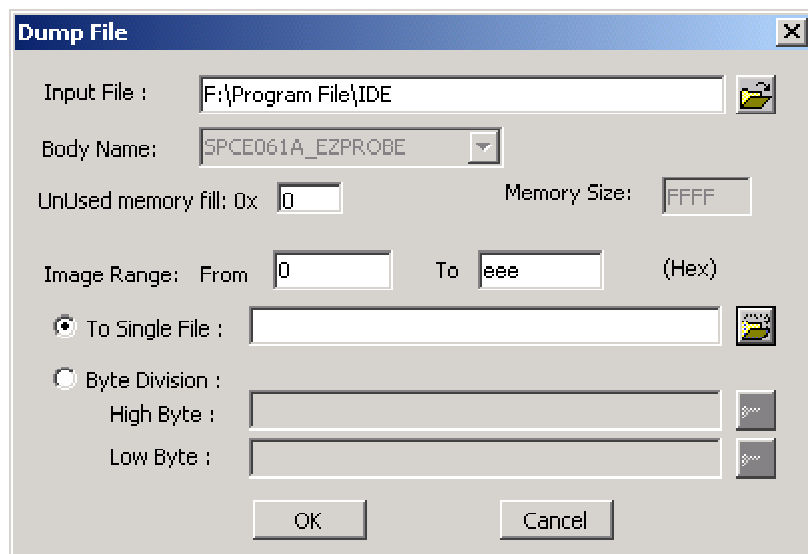 Dump File
Input File : F:\Program File\IDE
Body Name: SPCE061A_EZPROBE
UnUsed memory fill: 0x 0 Memory Size: FFFF
Image Range: From 0 To eee (Hex)
To Single File :
Byte Division :
High Byte :
Low Byte :
OK Cancel